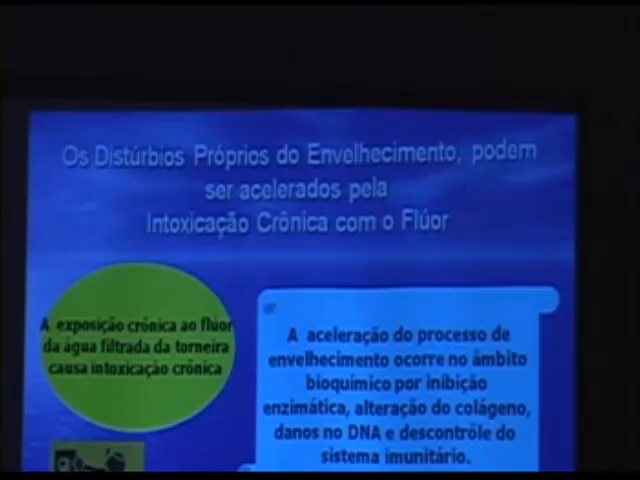 Os Distúrbios Próprios do Envelhecimento, podem
ser acelerados pela
Intoxicação Crônica com o Flúor
A exposição crônica ao flúor
da água filtrada da torneira
causa intoxicação crônica
A aceleração do processo de
envelhecimento ocorre no âmbito
bioquímico por inibição
enzimática, alteração do colágeno,
danos no DNA e descontrôle do
sistema imunitário.